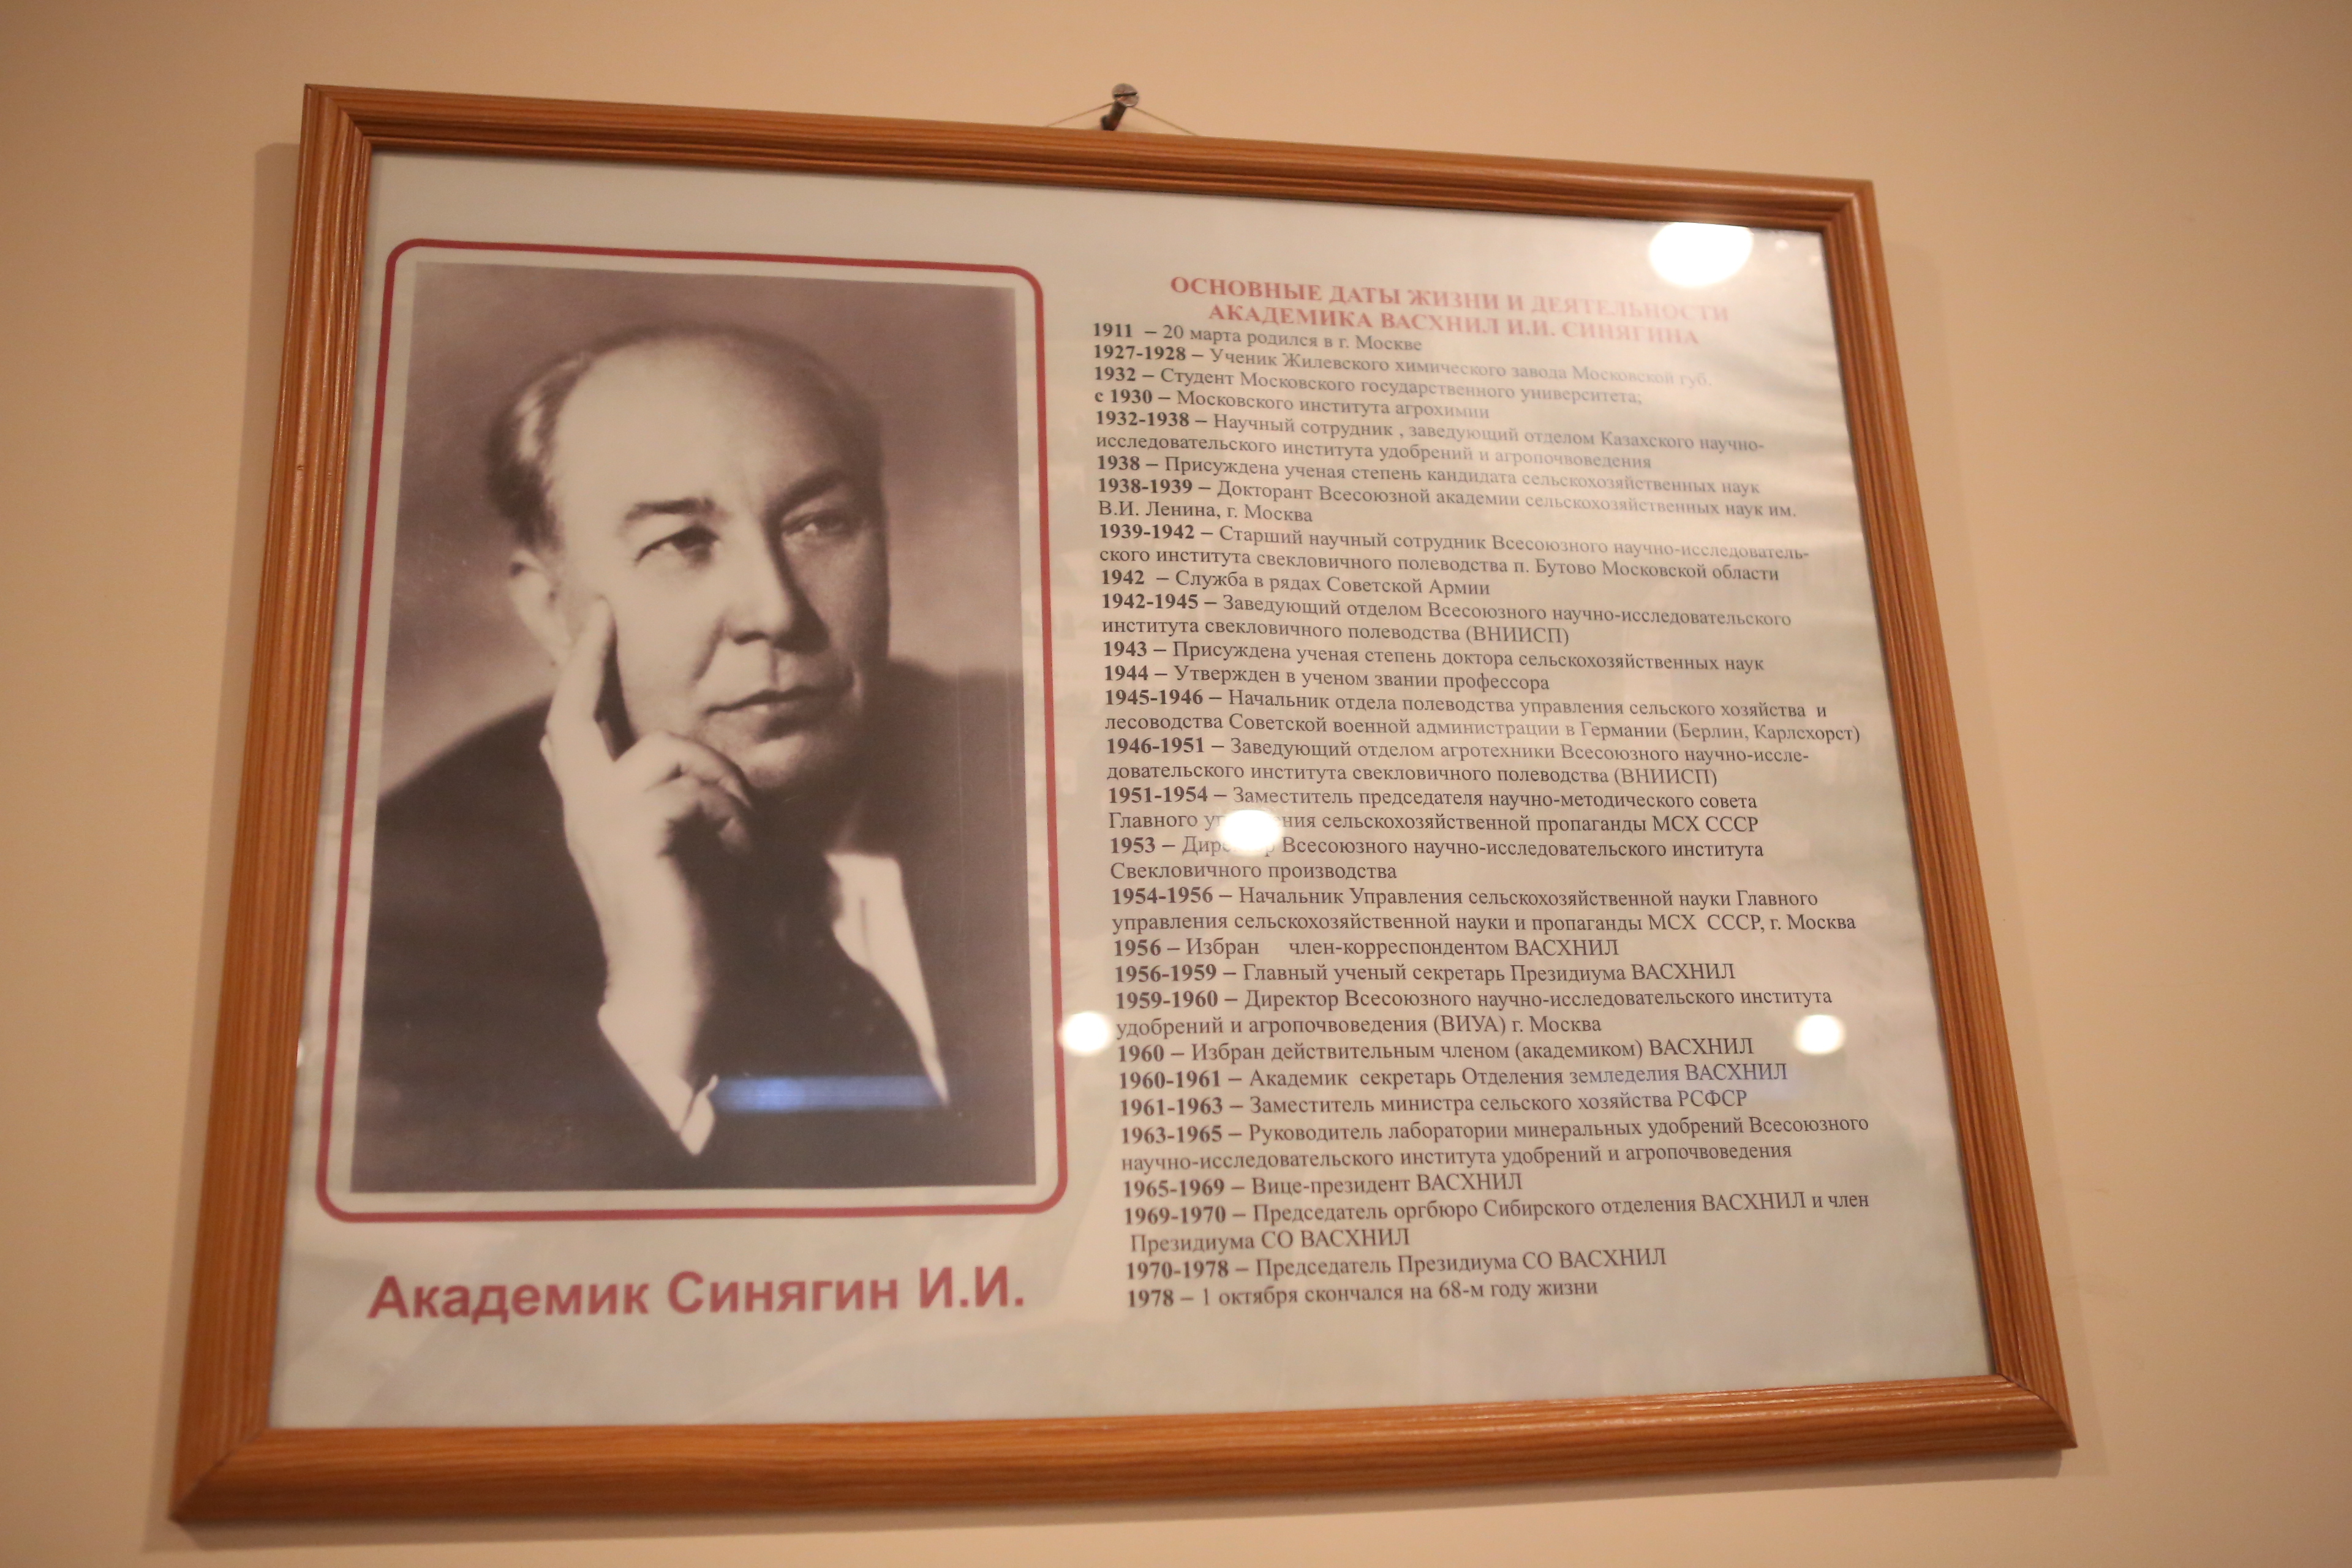 ОСНОВНЫЕ ДАТЫ ЖИЗНИ И ДЕЯТЕЛЬНОСТИ
АКАДЕМИКА ВАСХНИЛ И.И. СИНЯГИНА
1911 – 20 марта родился в г. Москве
1927-1928 – Ученик Жилевского химического завода Московской губ.
1932 – Студент Московского государственного университета;
с 1930 – Московского института агрохимии
1932-1938 – Научный сотрудник , заведующий отделом Казахского научно-
исследовательского института удобрений и агропочвоведения
1938 – Присуждена ученая степень кандидата сельскохозяйственных наук
1938-1939 – Докторант Всесоюзной академии сельскохозяйственных наук им.
В.И. Ленина, г. Москва
1939-1942 – Старший научный сотрудник Всесоюзного научно-исследователь-
ского института свекловичного полеводства п. Бутово Московской области
1942 – Служба в рядах Советской Армии
1942-1945 – Заведующий отделом Всесоюзного научно-исследовательского
института свекловичного полеводства (ВНИИСП)
1943 – Присуждена ученая степень доктора сельскохозяйственных наук
1944 – Утвержден в ученом звании профессора
1945-1946 – Начальник отдела полеводства управления сельского хозяйства и
лесоводства Советской военной администрации в Германии (Берлин, Карлсхорст)
1946-1951 – Заведующий отделом агротехники Всесоюзного научно-иссле-
довательского института свекловичного полеводства (ВНИИСП)
1951-1954 – Заместитель председателя научно-методического совета
Главного сельскохозяйственной пропаганды МСХ СССР
1953 – Всесоюзного научно-исследовательского института
Свекловичного производства
1954-1956 – Начальник Управления сельскохозяйственной науки Главного
управления сельскохозяйственной науки и пропаганды МСХ СССР, г. Москва
1956 – Избран член-корреспондентом ВАСХНИЛ
1956-1959 – Главный ученый секретарь Президиума ВАСХНИЛ
1959-1960 – Директор Всесоюзного научно-исследовательского института
удобрений и агропочвоведения (ВИУА) г. Москва
1960 – Избран действительным членом (академиком) ВАСХНИЛ
1960-1961 – Академик секретарь Отделения земледелия ВАСХНИЛ
1961-1963 – Заместитель министра сельского хозяйства РСФСР
1963-1965 – Руководитель лаборатории минеральных удобрений Всесоюзного
научно-исследовательского института удобрений и агропочвоведения
1965-1969 – Вице-президент ВАСХНИЛ
1969-1970 – Председатель оргбюро Сибирского отделения ВАСХНИЛ и член
Президиума СО ВАСХНИЛ
1970-1978 – Председатель Президиума СО ВАСХНИЛ
1978 – 1 октября скончался на 68-м году жизни
Академик Синягин И.И.